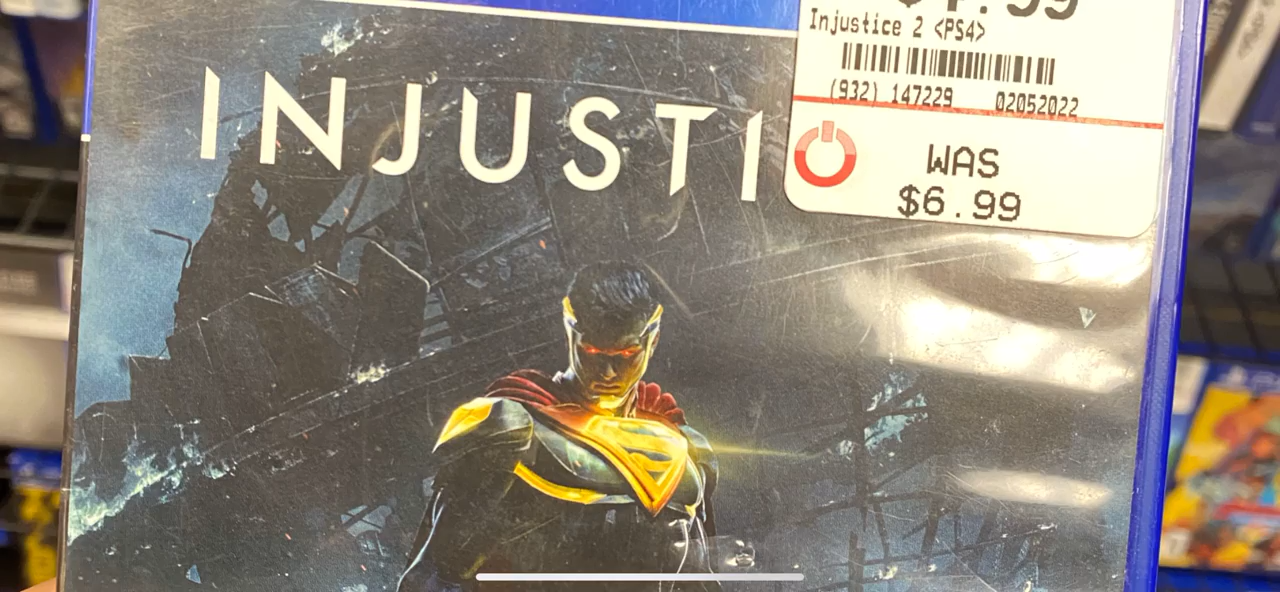 INJUSTI
Injustice 2 <PS4>
(932) 147229 02052022
WAS
$6.99